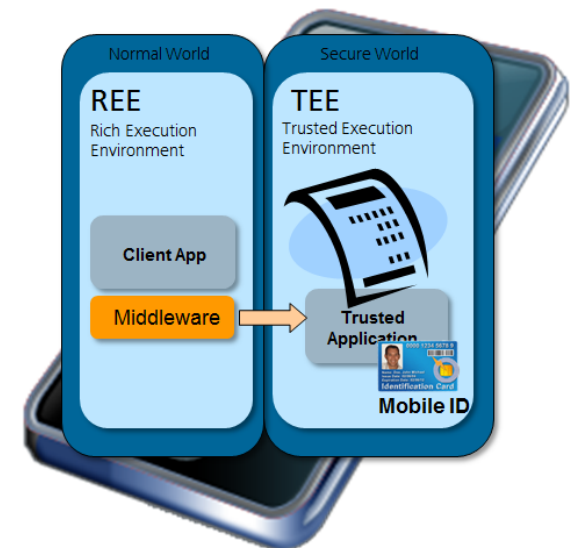 Normal World
Secure World
REE
Rich Execution
Environment
TEE
Trusted Execution
Environment
Client App
Middleware
Trusted
Application
Identification Card
Mobile ID